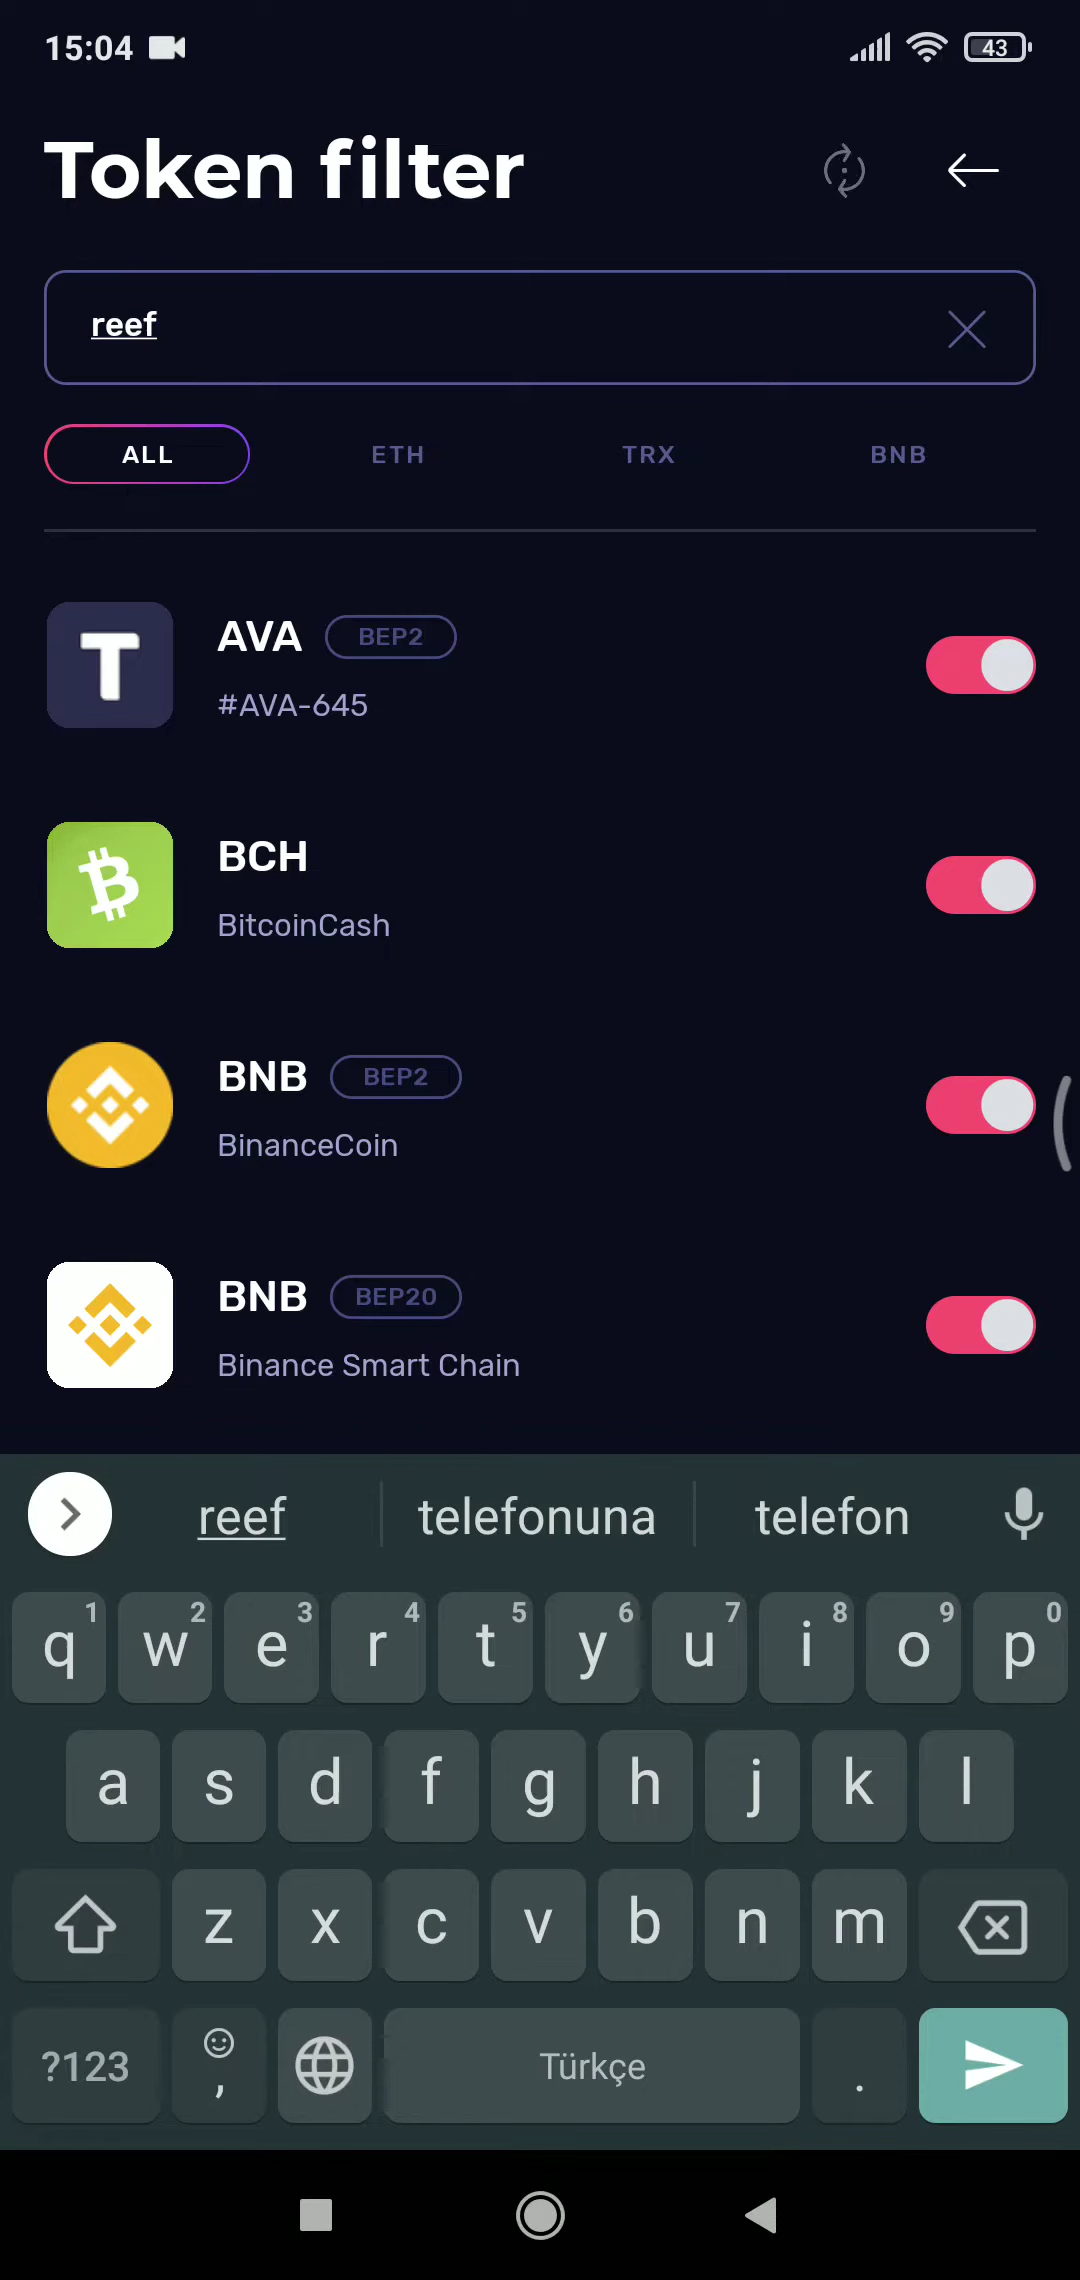 15:04
43
Token filter
reef
ALL ETH TRX BNB
AVA BEP2
#AVA-645
BCH
BitcoinCash
BNB BEP2
BinanceCoin
BNB BEP20
Binance Smart Chain
reef telefonuna telefon
1 2 3 4 5 6 7 8 9 0
q w e r t y u i o p
a s d f g h j k l
z x c v b n m
?123 , Türkçe .